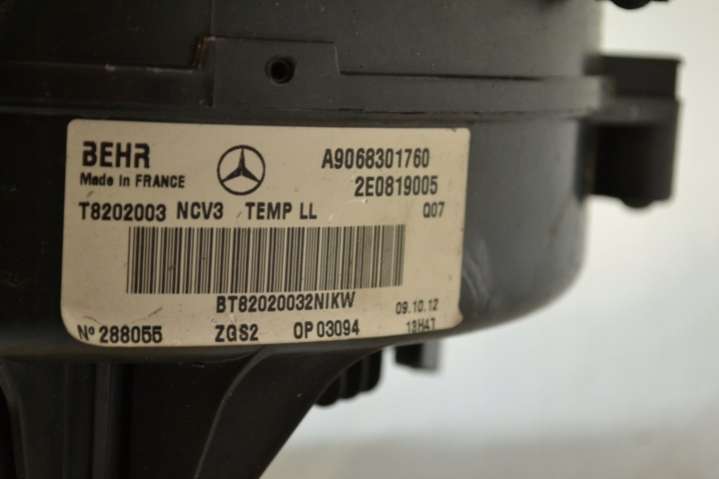 BEHR A9068301760
Made in FRANCE 2E0819005
T8202003 NCV3 TEMP LL Q07
BT82020032NIKW
09.10.12
Nº 288055 ZGS2 OP 03094